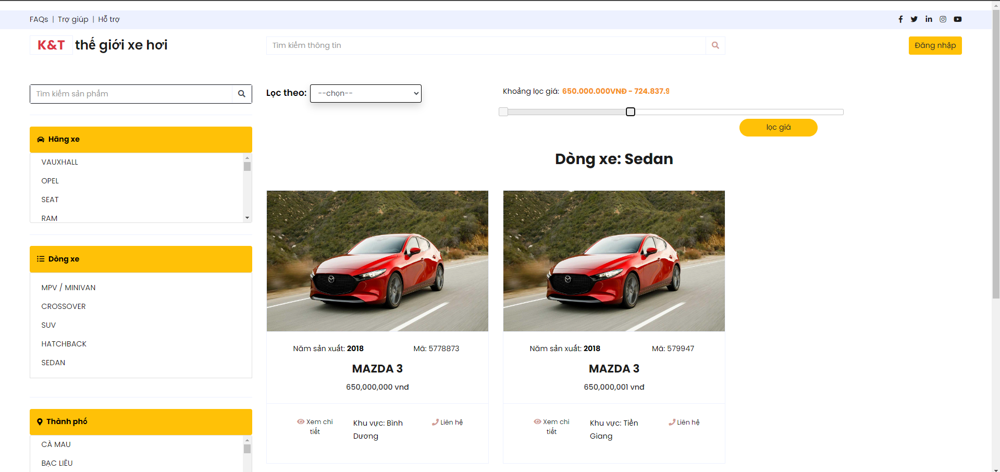 FAQs | Trợ giúp | Hỗ trợ
K&T thế giới xe hơi
Tìm kiếm thông tin
Đăng nhập
Tìm kiếm sản phẩm
Lọc theo: --chọn--
Khoảng lọc giá: 650.000.000VNĐ - 724.837.9
lọc giá
Hãng xe
VAUXHALL
OPEL
SEAT
RAM
Dòng xe
MPV / MINIVAN
CROSSOVER
SUV
HATCHBACK
SEDAN
Thành phố
CÀ MAU
BẠC LIÊU
Dòng xe: Sedan
Năm sản xuất: 2018 Mã: 5778873
MAZDA 3
650,000,000 vnđ
Xem chi tiết
Khu vực: Bình Dương
Liên hệ
Năm sản xuất: 2018 Mã: 579947
MAZDA 3
650,000,001 vnđ
Xem chi tiết
Khu vực: Tiền Giang
Liên hệ